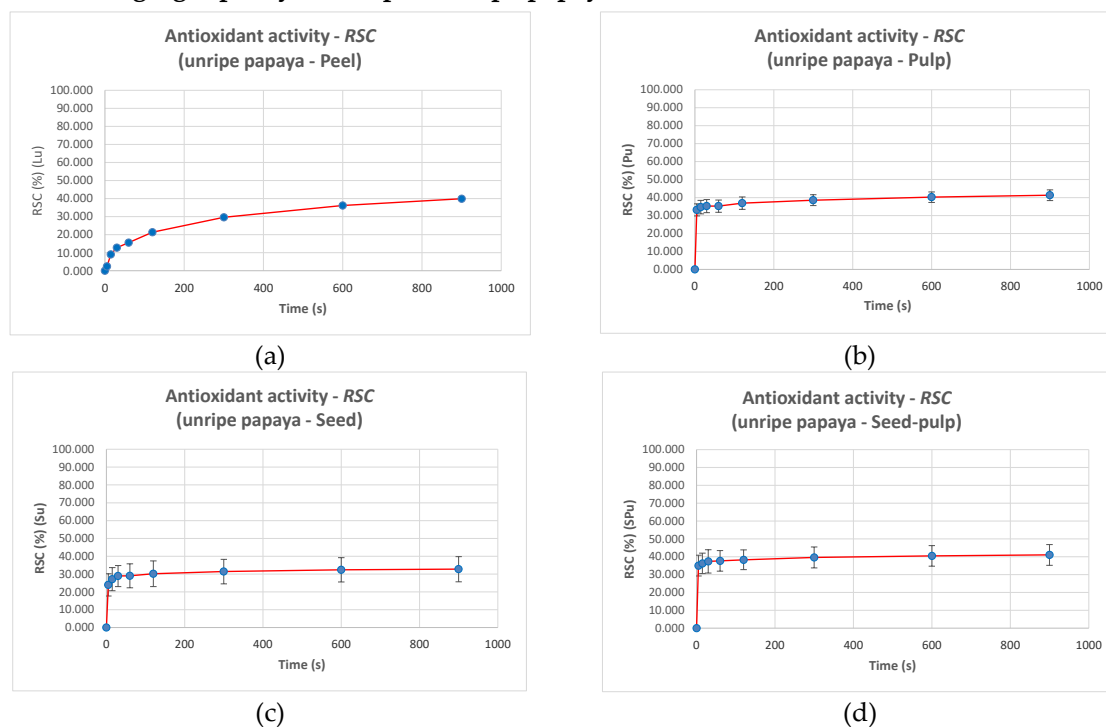 Antioxidant activity - RSC
(unripe papaya - Peel)
RSC (%) (Lu)
100.000
90.000
80.000
70.000
60.000
50.000
40.000
30.000
20.000
10.000
0.000
0 200 400 600 800 1000
Time (s)
(a)
Antioxidant activity - RSC
(unripe papaya - Pulp)
RSC (%) (Pu)
100.000
90.000
80.000
70.000
60.000
50.000
40.000
30.000
20.000
10.000
0.000
0 200 400 600 800 1000
Time (s)
(b)
Antioxidant activity - RSC
(unripe papaya - Seed)
RSC (%) (Su)
100.000
90.000
80.000
70.000
60.000
50.000
40.000
30.000
20.000
10.000
0.000
0 200 400 600 800 1000
Time (s)
(c)
Antioxidant activity - RSC
(unripe papaya - Seed-pulp)
RSC (%) (SPu)
100.000
90.000
80.000
70.000
60.000
50.000
40.000
30.000
20.000
10.000
0.000
0 200 400 600 800 1000
Time (s)
(d)